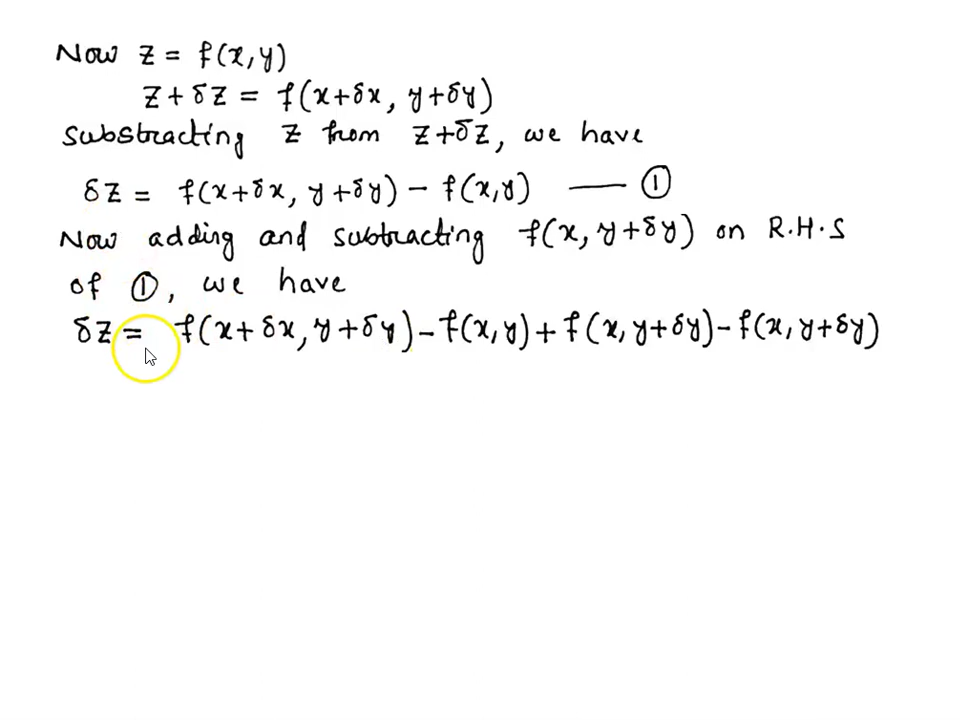 Now z = f(x,y)
z+δz = f(x+δx, y+δy)
Substracting z from z+δz, we have
δz = f(x+δx, y+δy) − f(x,y) —— ①
Now adding and subtracting f(x, y+δy) on R.H.S
of ①, we have
δz = f(x+δx, y+δy) − f(x,y) + f(x, y+δy) − f(x, y+δy)